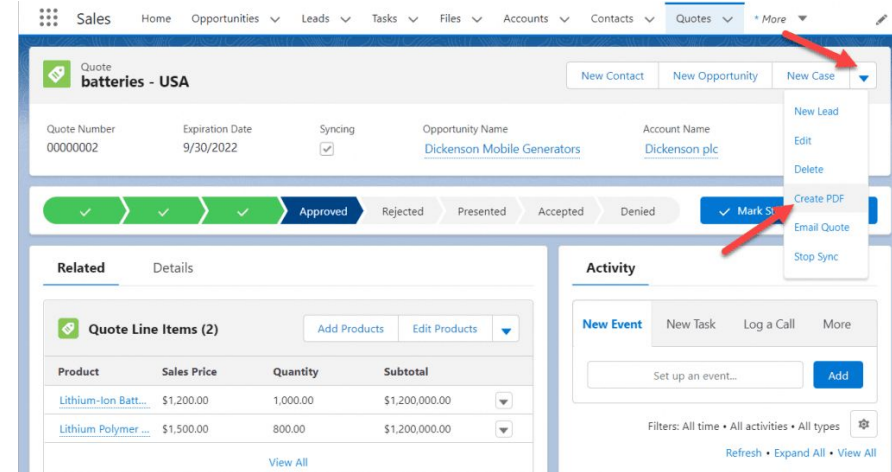 Sales Home Opportunities Leads Tasks Files Accounts Contacts Quotes * More
Quote
batteries - USA
New Contact New Opportunity New Case
New Lead
Edit
Delete
Create PDF
Email Quote
Stop Sync
Quote Number Expiration Date Syncing Opportunity Name Account Name
00000002 9/30/2022 Dickenson Mobile Generators Dickenson plc
Approved Rejected Presented Accepted Denied Mark
Related Details
Quote Line Items (2) Add Products Edit Products
Product Sales Price Quantity Subtotal
Lithium-Ion Batt... $1,200.00 1,000.00 $1,200,000.00
Lithium Polymer ... $1,500.00 800.00 $1,200,000.00
View All
Activity
New Event New Task Log a Call More
Set up an event... Add
Filters: All time • All activities • All types
Refresh • Expand All • View All